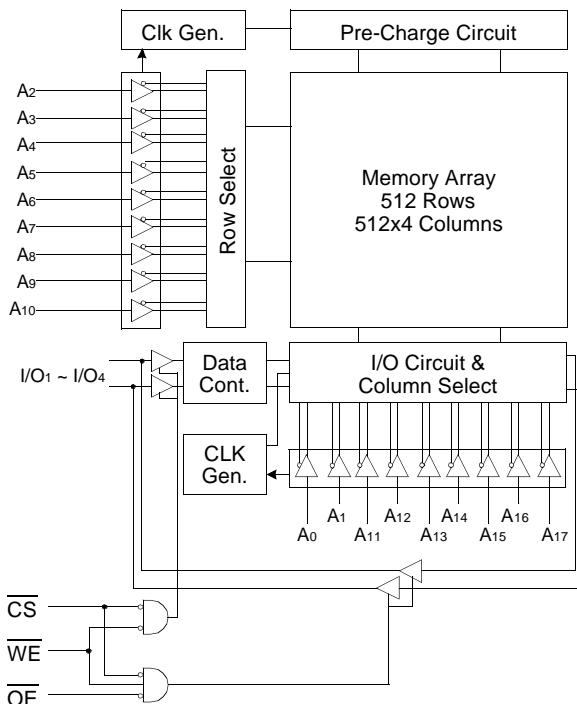 Clk Gen.
Pre-Charge Circuit
A2
A3
A4
A5
A6
A7
A8
A9
A10
Row Select
Memory Array
512 Rows
512x4 Columns
I/O1 ~ I/O4
Data
Cont.
I/O Circuit &
Column Select
CLK
Gen.
A0
A1
A11
A12
A13
A14
A15
A16
A17
CS
WE
OE